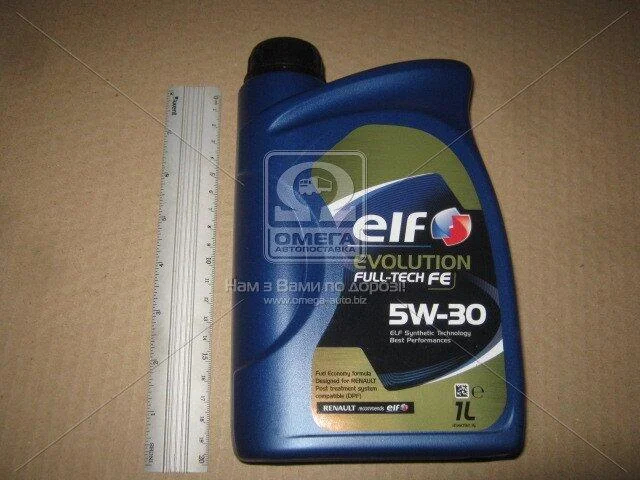 elf
EVOLUTION
FULL-TECH FE
5W-30
ELF Synthetic Technology
Best Performances
Fuel Economy formula
Designed for RENAULT
Post treatment system
compatible (DPF)
RENAULT recommends elf
1L
ОМЕГА
АВТОПОСТАВКА
Нам з Вами по дорозі!
www.omega-auto.biz